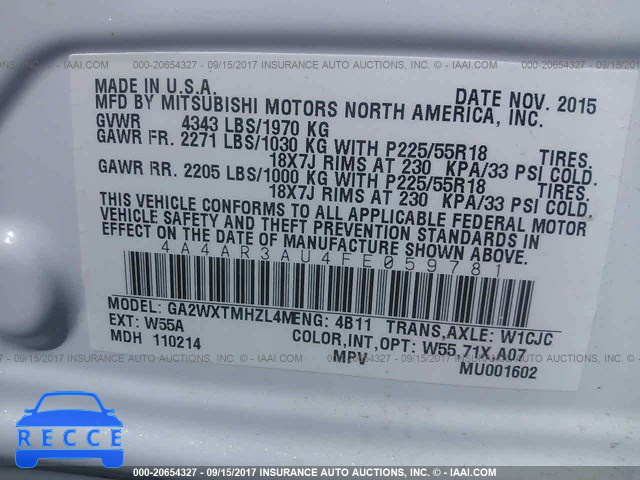 000-20654327 - 09/15/2017 INSURANCE AUTO AUCTIONS - IAAI.COM
MADE IN U.S.A. DATE NOV. 2015
MFD BY MITSUBISHI MOTORS NORTH AMERICA, INC.
GVWR 4343 LBS/1970 KG
GAWR FR. 2271 LBS/1030 KG WITH P225/55R18 TIRES.
18X7J RIMS AT 230 KPA/33 PSI COLD.
GAWR RR. 2205 LBS/1000 KG WITH P225/55R18 TIRES.
18X7J RIMS AT 230 KPA/33 PSI COLD.
THIS VEHICLE CONFORMS TO ALL APPLICABLE FEDERAL MOTOR
VEHICLE SAFETY AND THEFT PREVENTION STANDARDS IN
EFFECT ON THE DATE OF MANUFACTURE SHOWN ABOVE.
4A4AR3AU4FE059781
MODEL: GA2WXTMHZL4M ENG: 4B11 TRANS,AXLE: W1CJC
EXT: W55A COLOR,INT,OPT: W55,71X,807
MDH 110214 MPV MU001602
RECCE
000-20654327 - 09/15/2017 INSURANCE AUTO AUCTIONS - IAAI.COM